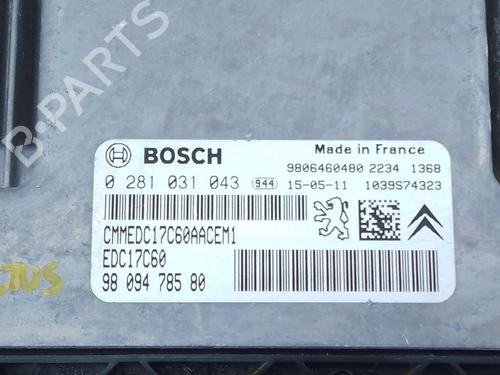 B-PARTS
BOSCH
Made in France
9806460480 2234 1368
0 281 031 043 944 15-05-11 1039S74323
CMMEDC17C60AACEM1
EDC17C60
98 094 785 80